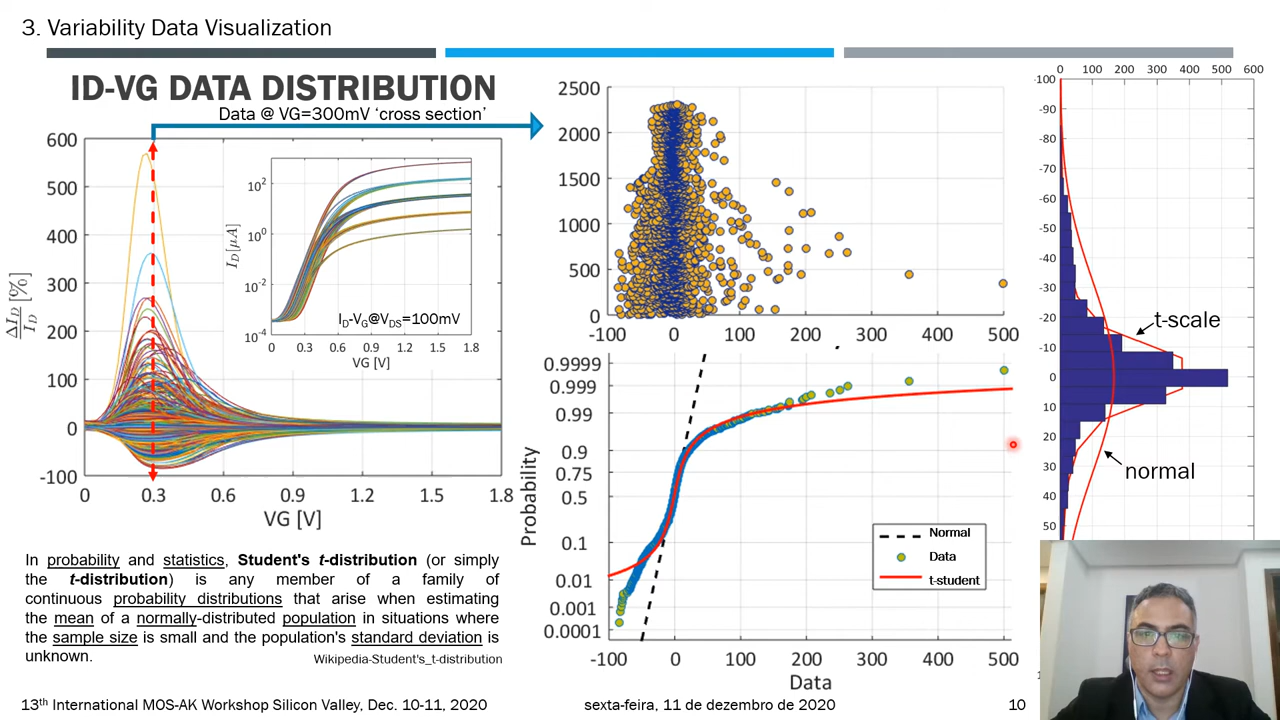 3. Variability Data Visualization
ID-VG DATA DISTRIBUTION
Data @ VG=300mV ‘cross section’
600
500
400
300
200
100
0
-100
ΔI_D / I_D [%]
0 0.3 0.6 0.9 1.2 1.5 1.8
VG [V]
10^2
10^0
10^-2
10^-4
I_D [μA]
I_D-V_G@V_DS=100mV
0 0.3 0.6 0.9 1.2 1.5 1.8
VG [V]
2500
2000
1500
1000
500
0
-100 0 100 200 300 400 500
0.9999
0.999
0.99
0.9
0.75
0.5
0.1
0.01
0.001
0.0001
Probability
Normal
Data
t-student
-100 0 100 200 300 400 500
Data
0 100 200 300 400 500 600
-100
-90
-80
-70
-60
-50
-40
-30
-20
-10
0
10
20
30
40
50
t-scale
normal
In probability and statistics, Student's t-distribution (or simply
the t-distribution) is any member of a family of
continuous probability distributions that arise when estimating
the mean of a normally-distributed population in situations where
the sample size is small and the population's standard deviation is
unknown.
Wikipedia-Student's_t-distribution
13th International MOS-AK Workshop Silicon Valley, Dec. 10-11, 2020
sexta-feira, 11 de dezembro de 2020
10